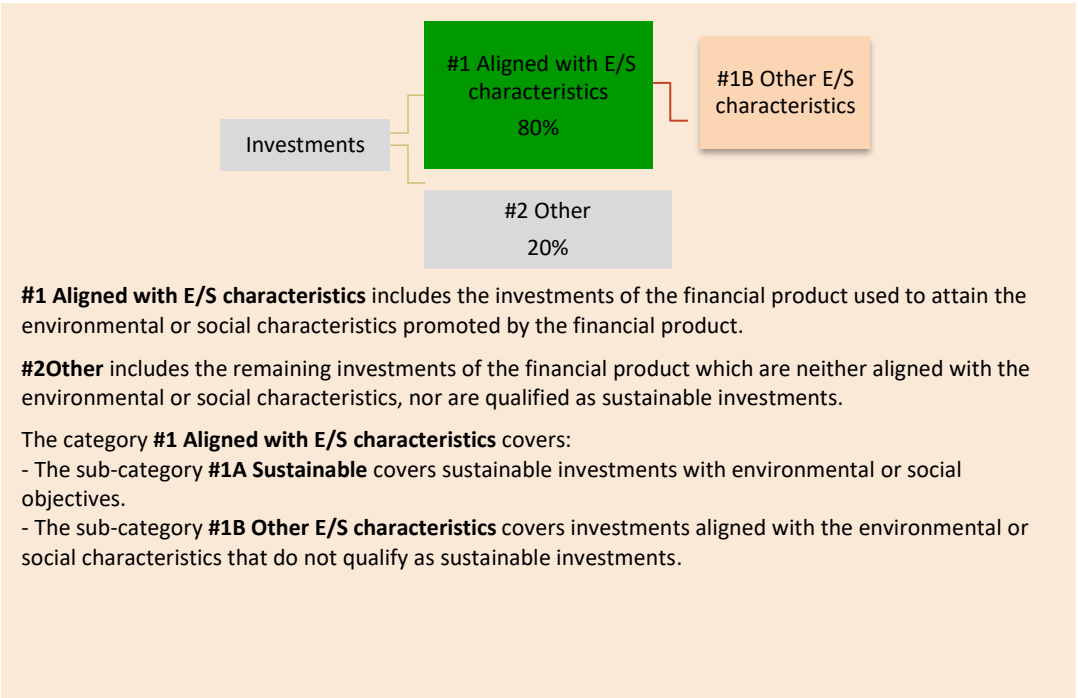 #1 Aligned with E/S
characteristics
80%
#1B Other E/S
characteristics
Investments
#2 Other
20%
#1 Aligned with E/S characteristics includes the investments of the financial product used to attain the
environmental or social characteristics promoted by the financial product.
#2Other includes the remaining investments of the financial product which are neither aligned with the
environmental or social characteristics, nor are qualified as sustainable investments.
The category #1 Aligned with E/S characteristics covers:
- The sub-category #1A Sustainable covers sustainable investments with environmental or social
objectives.
- The sub-category #1B Other E/S characteristics covers investments aligned with the environmental or
social characteristics that do not qualify as sustainable investments.